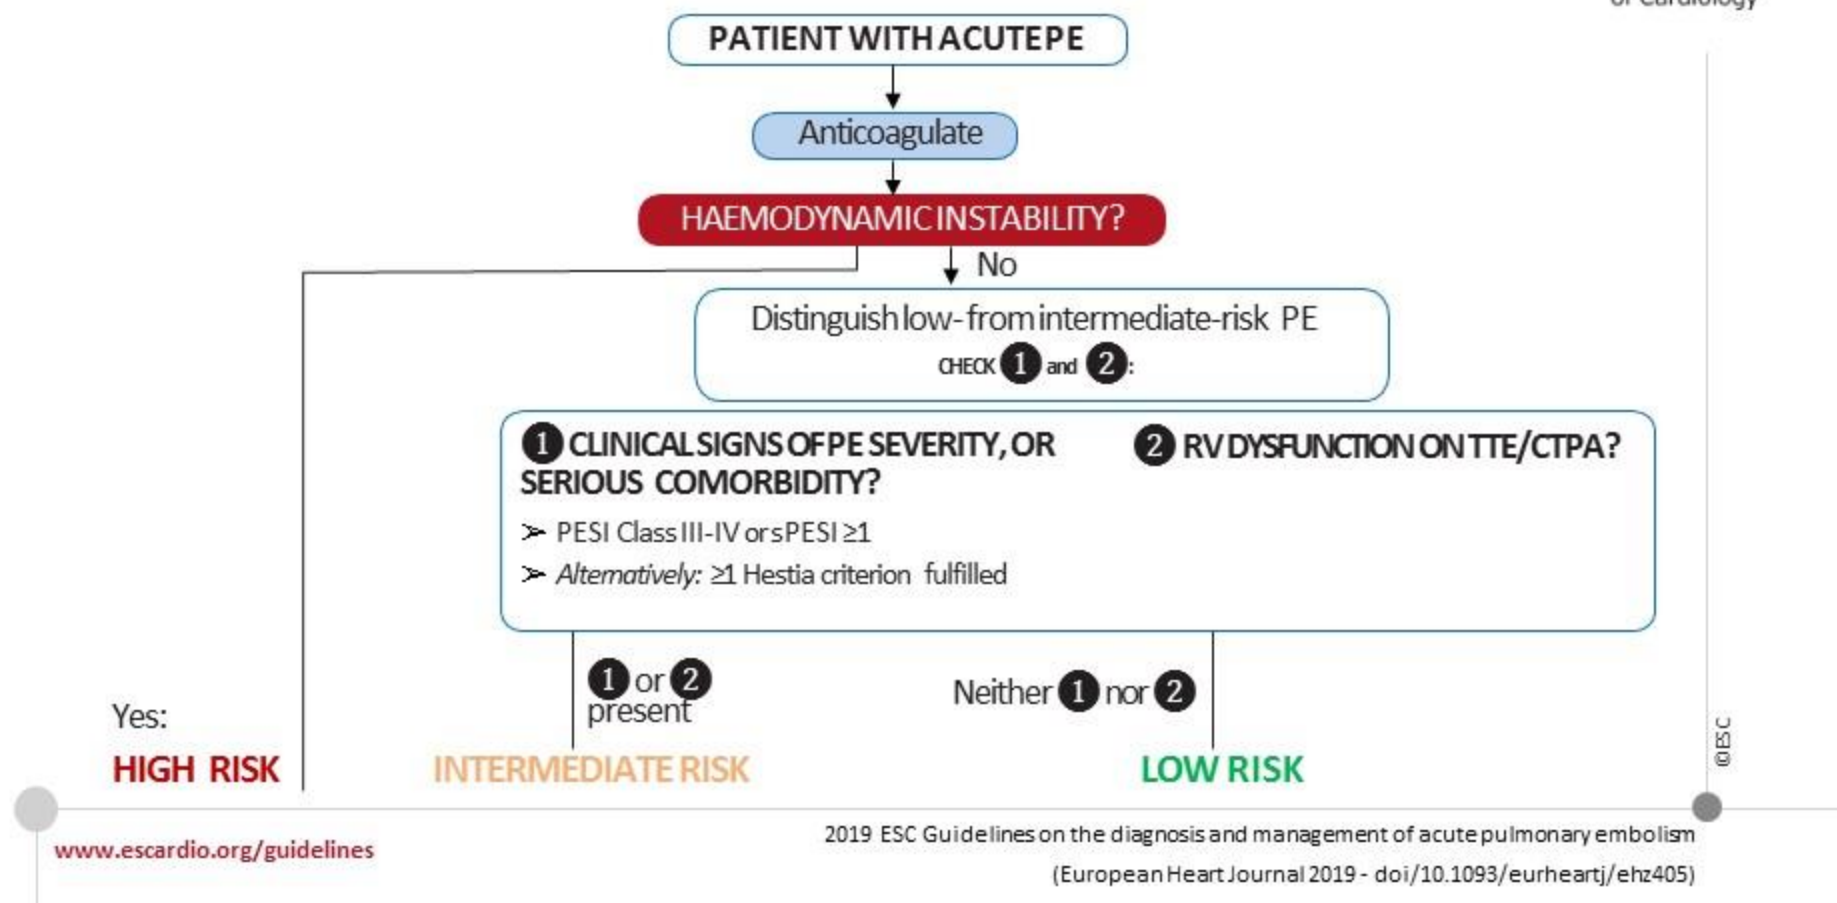 of Cardiology
PATIENT WITH ACUTE PE
Anticoagulate
HAEMODYNAMIC INSTABILITY?
No
Distinguish low- from intermediate-risk PE
CHECK 1 and 2:
1 CLINICAL SIGNS OF PE SEVERITY, OR
SERIOUS COMORBIDITY?
➢ PESI Class III-IV or sPESI ≥1
➢ Alternatively: ≥1 Hestia criterion fulfilled
2 RV DYSFUNCTION ON TTE/CTPA?
1 or 2
present
Neither 1 nor 2
Yes:
HIGH RISK
INTERMEDIATE RISK
LOW RISK
©ESC
www.escardio.org/guidelines
2019 ESC Guidelines on the diagnosis and management of acute pulmonary embolism
(European Heart Journal 2019 - doi/10.1093/eurheartj/ehz405)